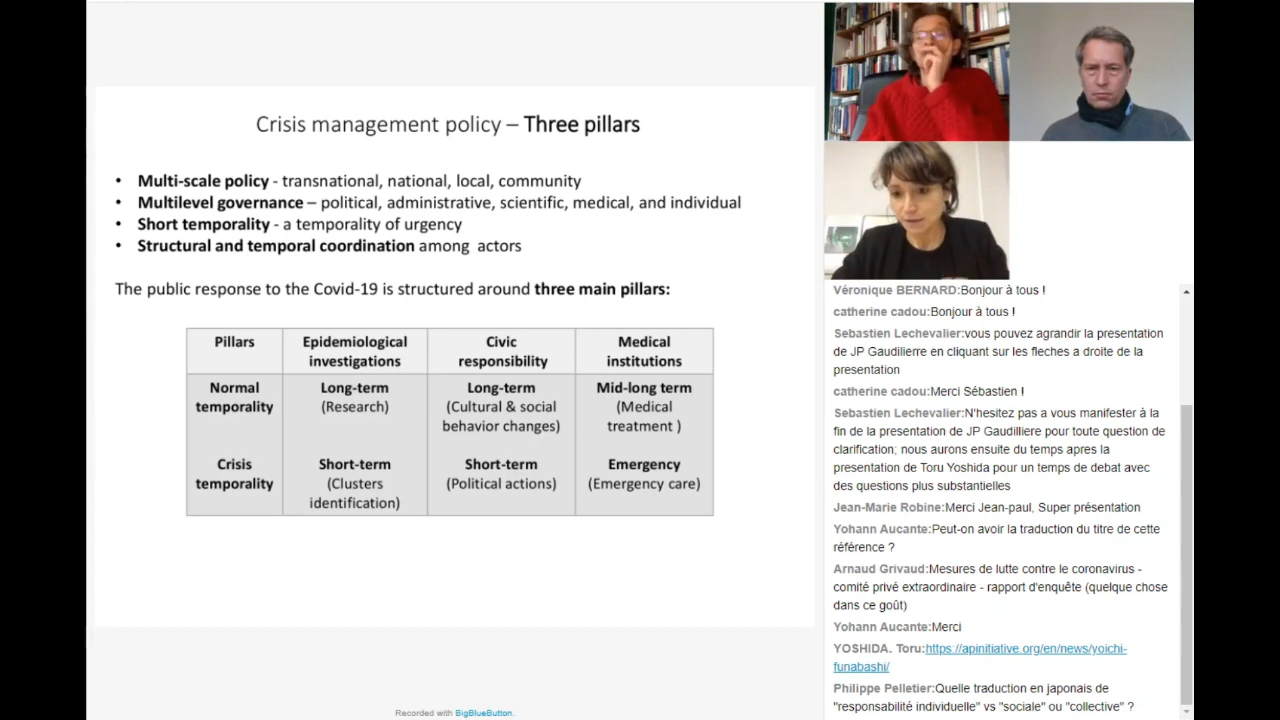 Crisis management policy – Three pillars
• Multi-scale policy - transnational, national, local, community
• Multilevel governance – political, administrative, scientific, medical, and individual
• Short temporality - a temporality of urgency
• Structural and temporal coordination among actors
The public response to the Covid-19 is structured around three main pillars:
Pillars
Epidemiological
investigations
Civic
responsibility
Medical
institutions
Normal
temporality
Long-term
(Research)
Long-term
(Cultural & social
behavior changes)
Mid-long term
(Medical
treatment )
Crisis
temporality
Short-term
(Clusters
identification)
Short-term
(Political actions)
Emergency
(Emergency care)
Recorded with BigBlueButton.
Véronique BERNARD:Bonjour à tous !
catherine cadou:Bonjour à tous !
Sebastien Lechevalier:vous pouvez agrandir la presentation
de JP Gaudilierre en cliquant sur les fleches a droite de la
presentation
catherine cadou:Merci Sébastien !
Sebastien Lechevalier:N'hesitez pas a vous manifester à la
fin de la presentation de JP Gaudilliere pour toute question de
clarification; nous aurons ensuite du temps apres la
presentation de Toru Yoshida pour un temps de debat avec
des questions plus substantielles
Jean-Marie Robine:Merci Jean-paul, Super présentation
Yohann Aucante:Peut-on avoir la traduction du titre de cette
référence ?
Arnaud Grivaud:Mesures de lutte contre le coronavirus -
comité privé extraordinaire - rapport d'enquête (quelque chose
dans ce goût)
Yohann Aucante:Merci
YOSHIDA. Toru:https://apinitiative.org/en/news/yoichi-
funabashi/
Philippe Pelletier:Quelle traduction en japonais de
"responsabilité individuelle" vs "sociale" ou "collective" ?